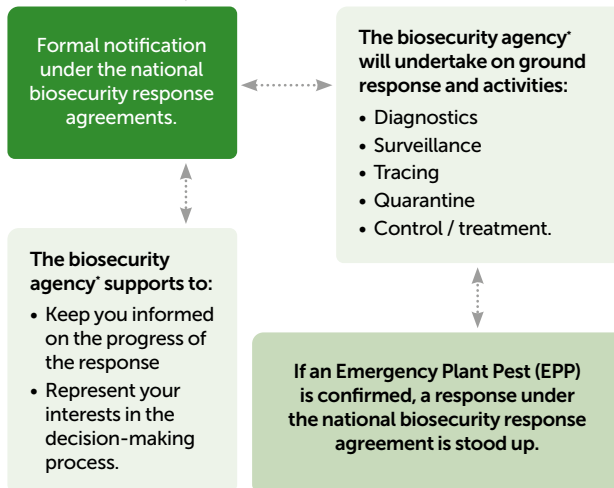 Formal notification
under the national
biosecurity response
agreements.
The biosecurity agency*
will undertake on ground
response and activities:
• Diagnostics
• Surveillance
• Tracing
• Quarantine
• Control / treatment.
The biosecurity
agency* supports to:
• Keep you informed
on the progress of
the response
• Represent your
interests in the
decision-making
process.
If an Emergency Plant Pest (EPP)
is confirmed, a response under
the national biosecurity response
agreement is stood up.